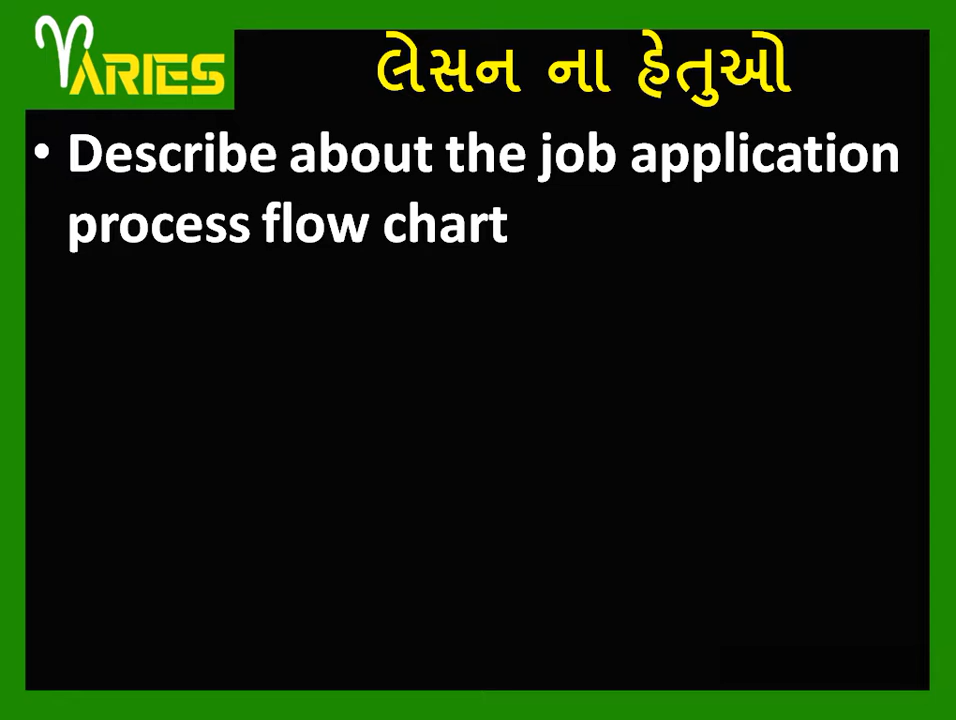 ARIES
લેસન ના હેતુઓ
• Describe about the job application
process flow chart